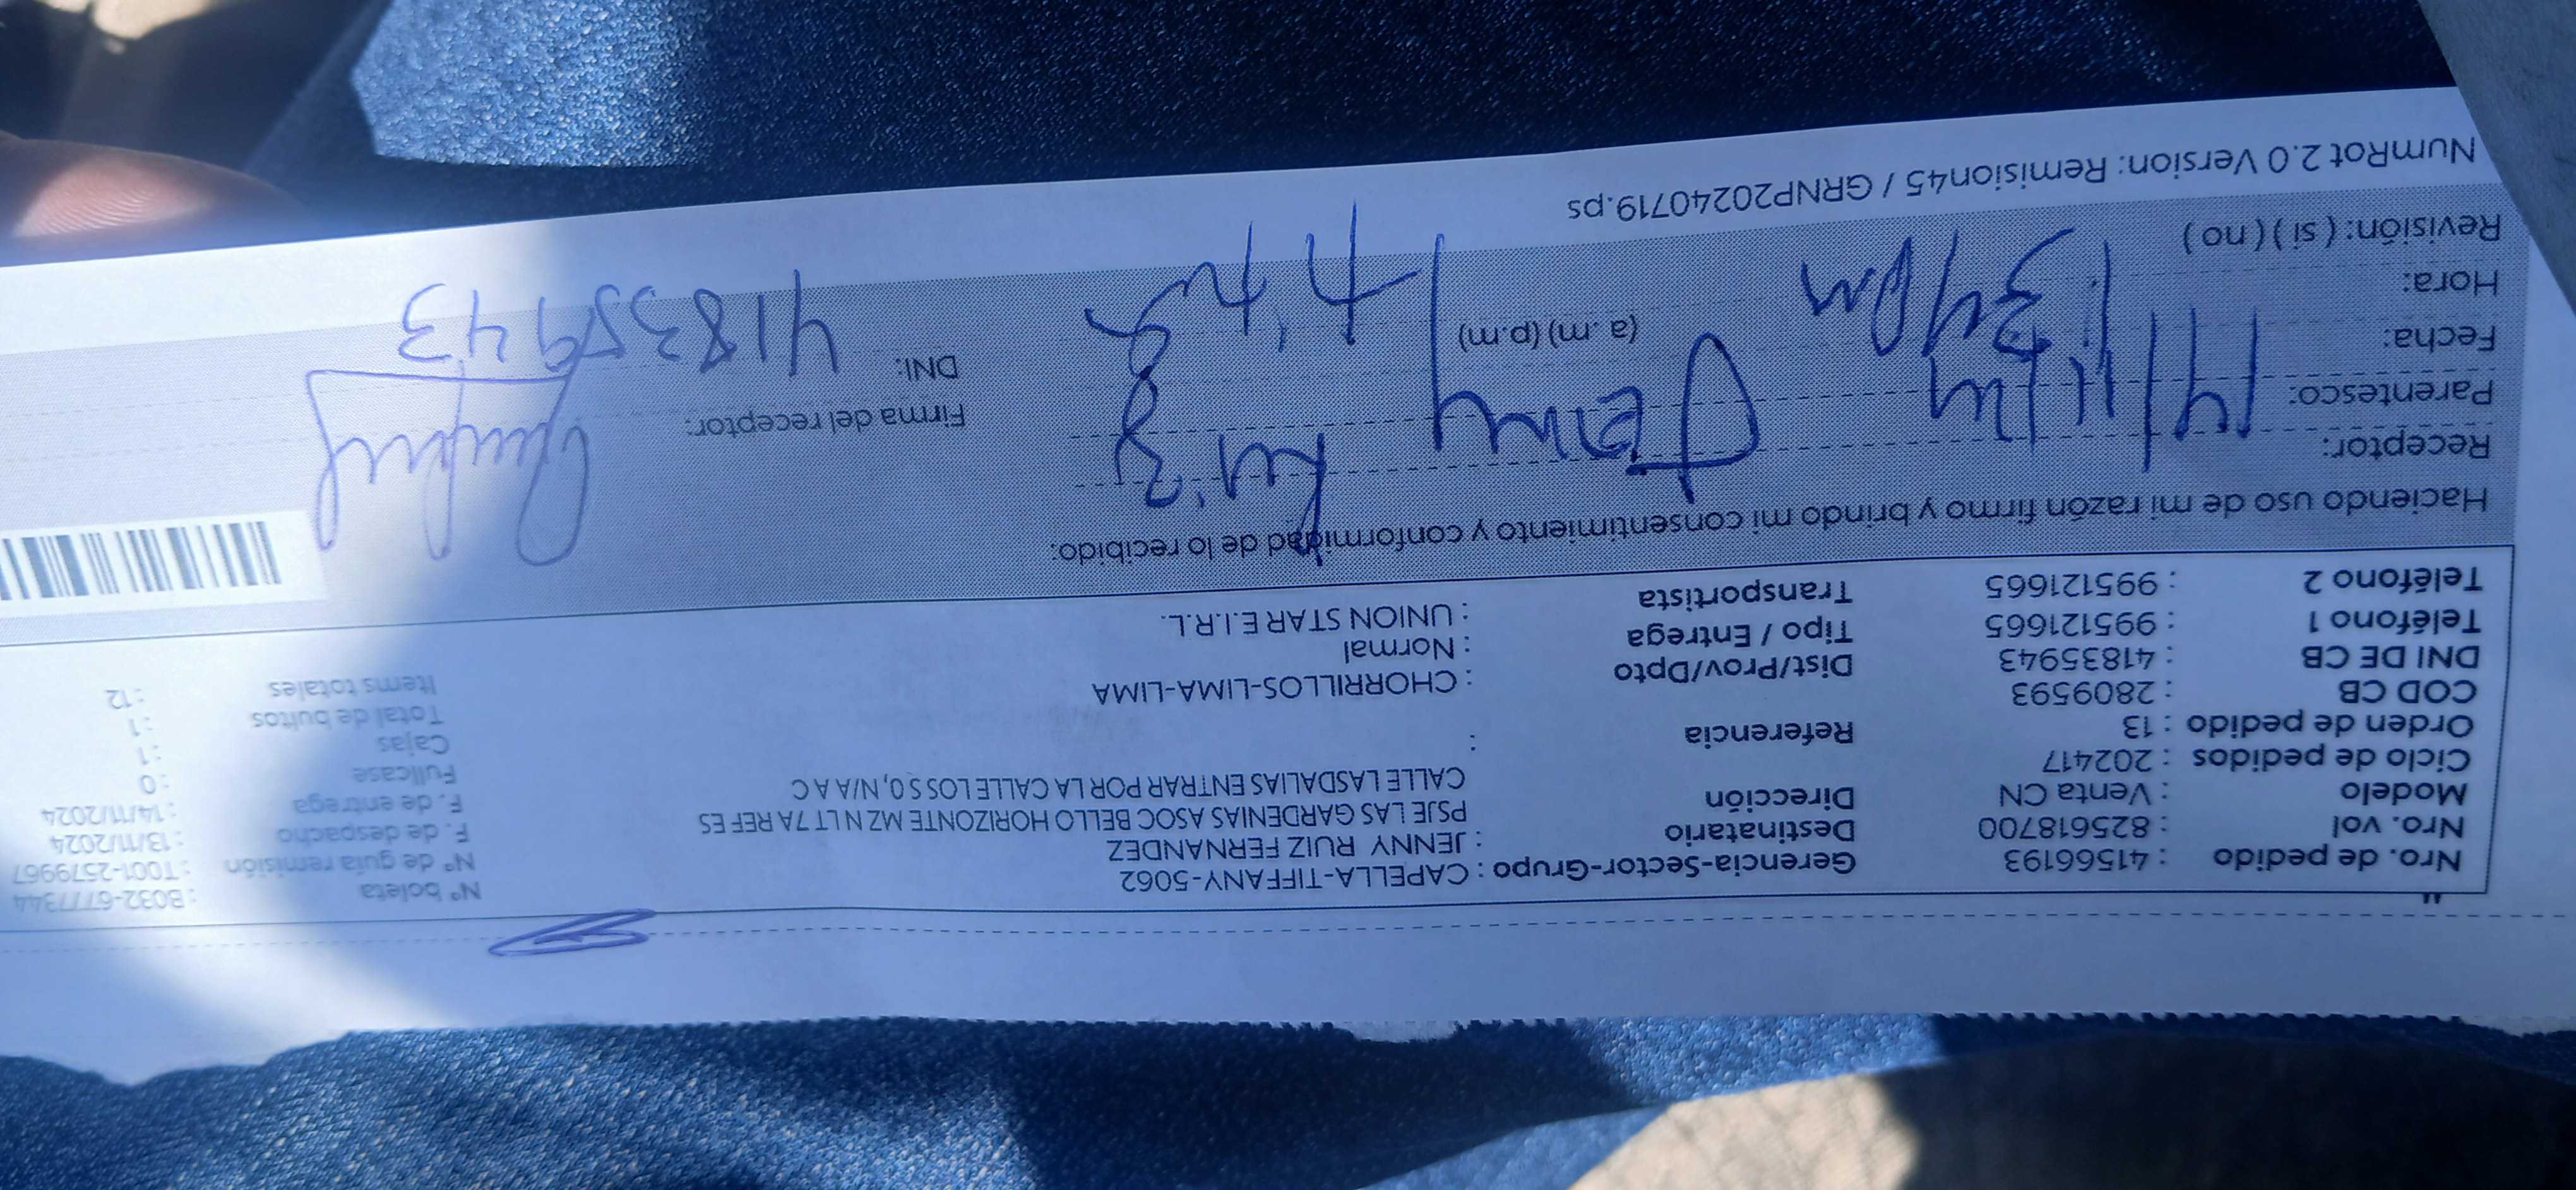 Nro. de pedido : 41566193
Nro. vol : 825618700
Modelo : Venta CN
Ciclo de pedidos : 202417
Orden de pedido : 13
COD CB : 2809593
DNI DE CB : 41835943
Teléfono 1 : 995121665
Teléfono 2 : 995121665
Gerencia-Sector-Grupo : CAPELLA-TIFFANY-5062
Destinatario : JENNY RUIZ FERNANDEZ
Dirección PSJE LAS GARDENIAS ASOC BELLO HORIZONTE MZ N LT 7A REF ES
CALLE LASDALIAS ENTRAR POR LA CALLE LOS S 0, N/A A C
Referencia :
Dist/Prov/Dpto : CHORRILLOS-LIMA-LIMA
Tipo / Entrega : Normal
Transportista : UNION STAR E.I.R.L.
N° boleta : B032-6777344
N° de guía remisión : T001-2579967
F. de despacho : 13/11/2024
F. de entrega : 14/11/2024
Fullcase : 0
Cajas : 1
Total de bultos : 1
Items totales : 12
Haciendo uso de mi razón firmo y brindo mi consentimiento y conformidad de lo recibido:
Receptor: Jenny Ruiz
Parentesco:
Fecha: 14/11/24
Hora: 1:34pm (a. m) (p.m)
Revisión: ( si ) ( no )
Firma del receptor:
DNI: 41835943
NumRot 2.0 Version: Remision45 / GRNP20240719.ps